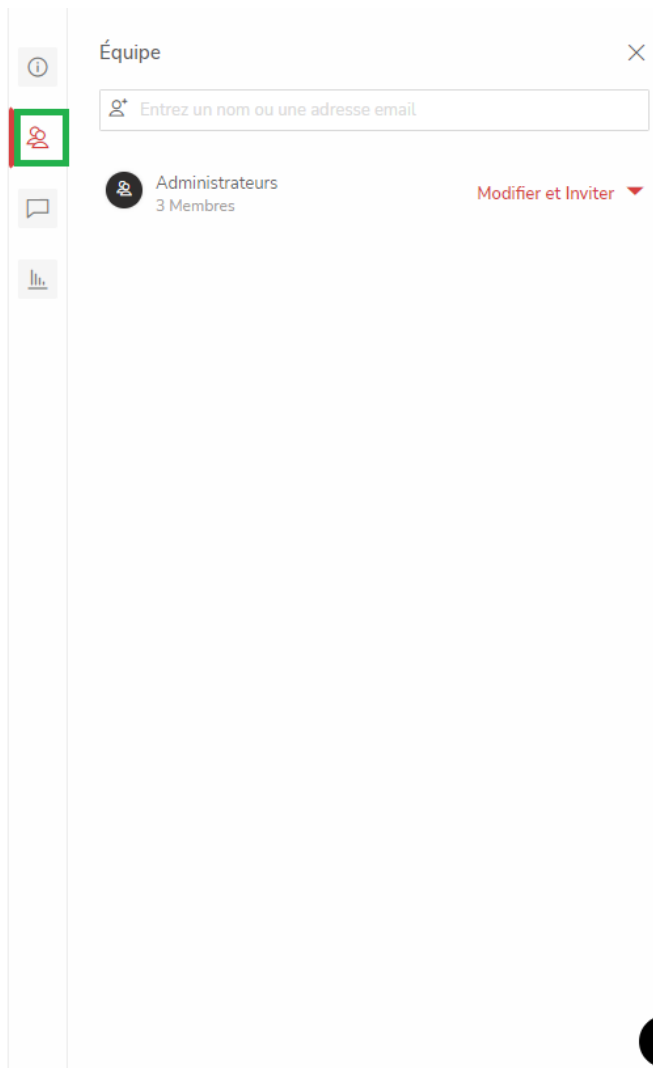 Équipe
Entrez un nom ou une adresse email
Administrateurs
3 Membres
Modifier et Inviter